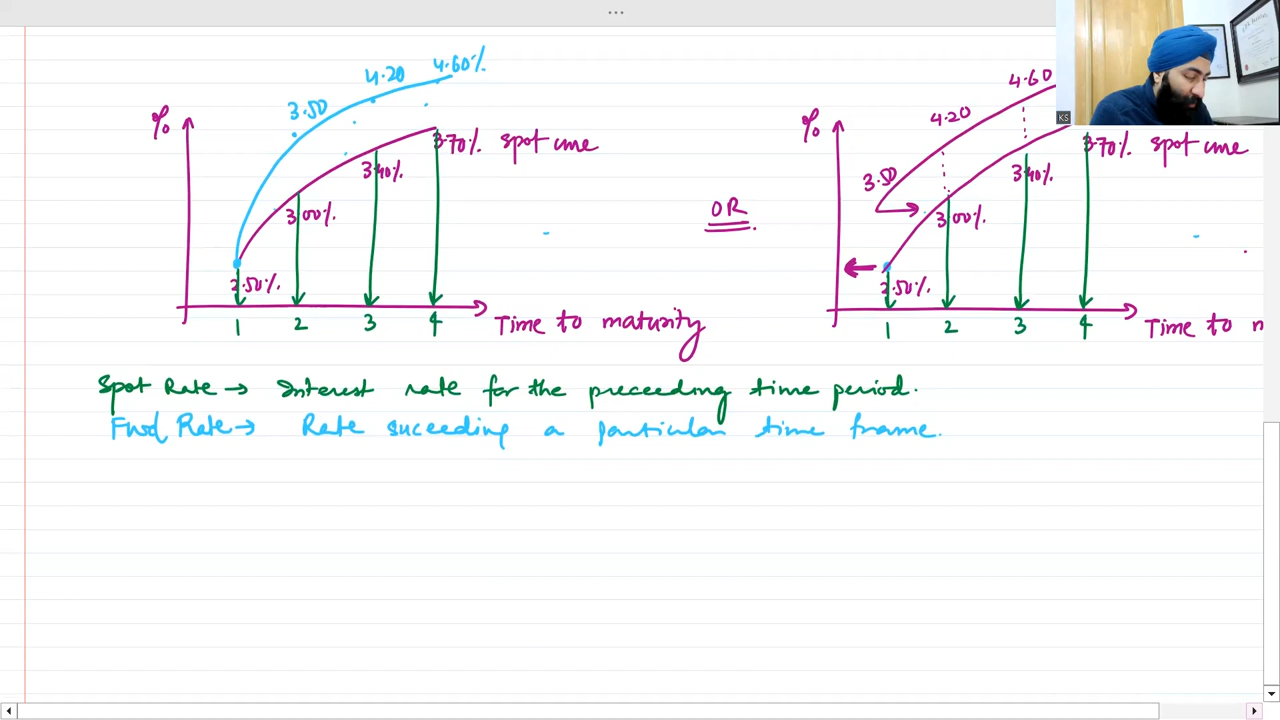 3.50 4.20 4.60%
%
3.70% Spot curve
3.40%
3.00%
2.50%
1 2 3 4 Time to maturity
OR
3.50 4.20 4.60
%
3.70% Spot curve
3.40%
3.00%
2.50%
1 2 3 4 Time to m
KS
Spot Rate → Interest rate for the preceeding time period.
Fwd Rate → Rate suceeding a particular time frame.